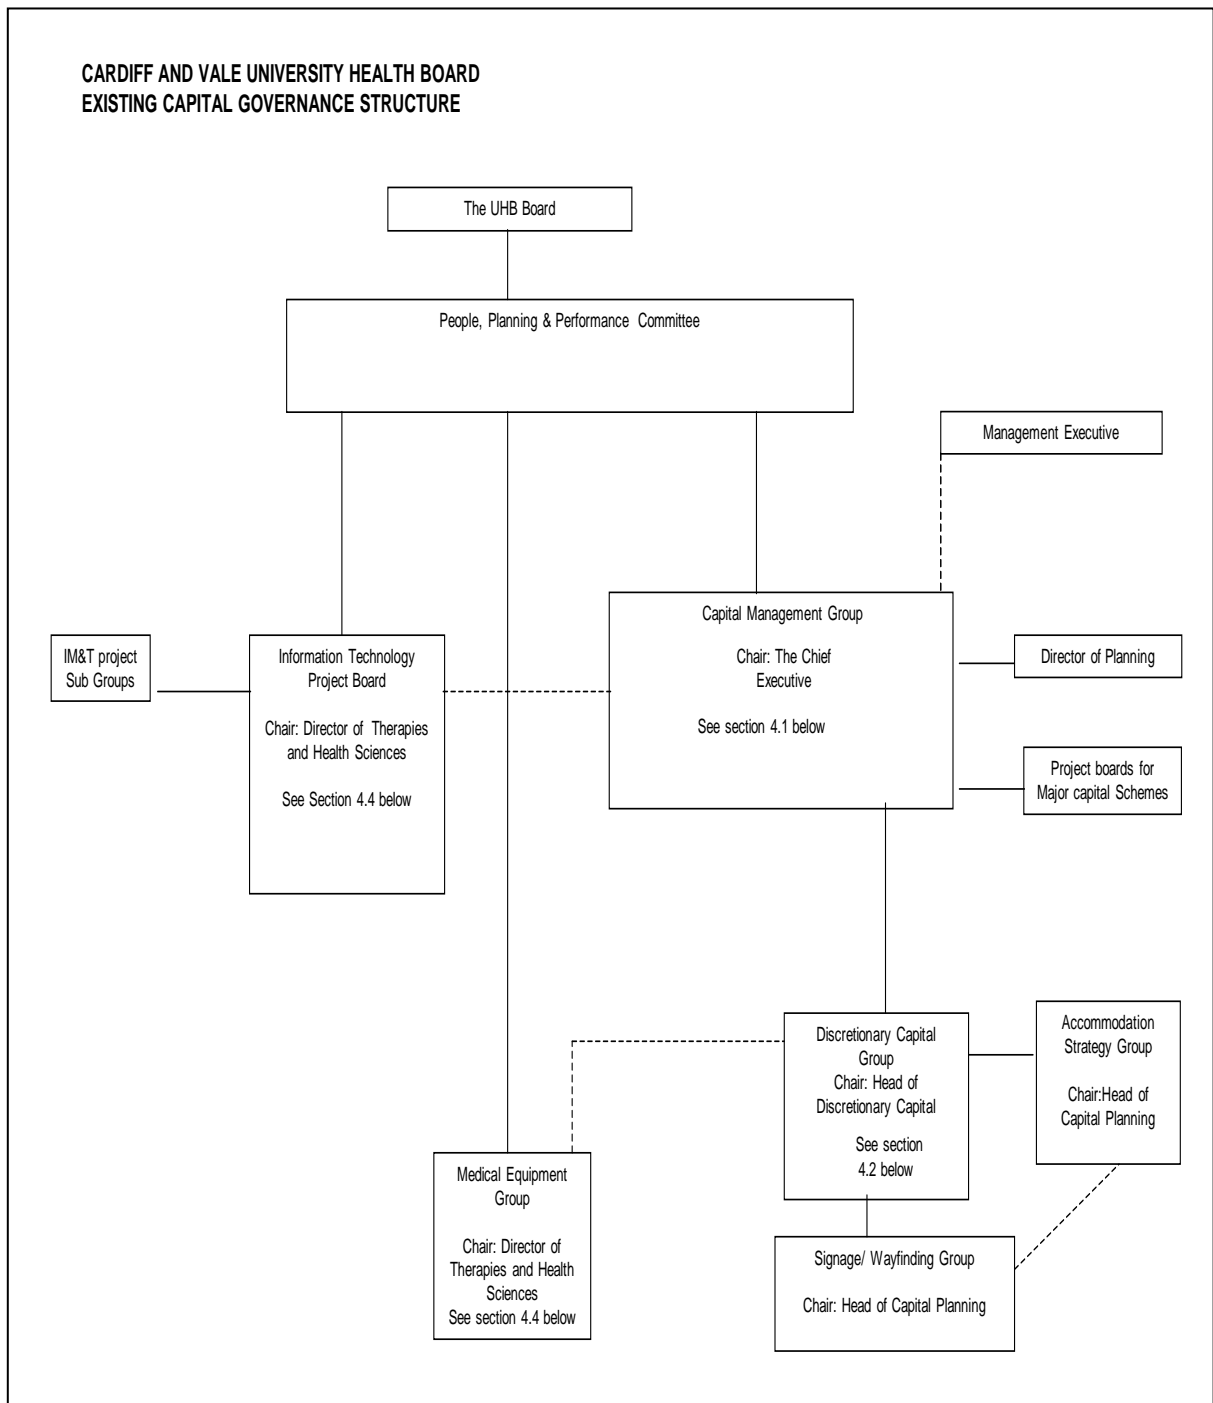 CARDIFF AND VALE UNIVERSITY HEALTH BOARD
EXISTING CAPITAL GOVERNANCE STRUCTURE
The UHB Board
People, Planning & Performance Committee
Management Executive
Capital Management Group
Chair: The Chief
Executive
See section 4.1 below
IM&T project
Sub Groups
Information Technology
Project Board
Chair: Director of Therapies
and Health Sciences
See Section 4.4 below
Director of Planning
Project boards for
Major capital Schemes
Discretionary Capital
Group
Chair: Head of
Discretionary Capital
See section
4.2 below
Accommodation
Strategy Group
Chair:Head of
Capital Planning
Medical Equipment
Group
Chair: Director of
Therapies and Health
Sciences
See section 4.4 below
Signage/ Wayfinding Group
Chair: Head of Capital Planning